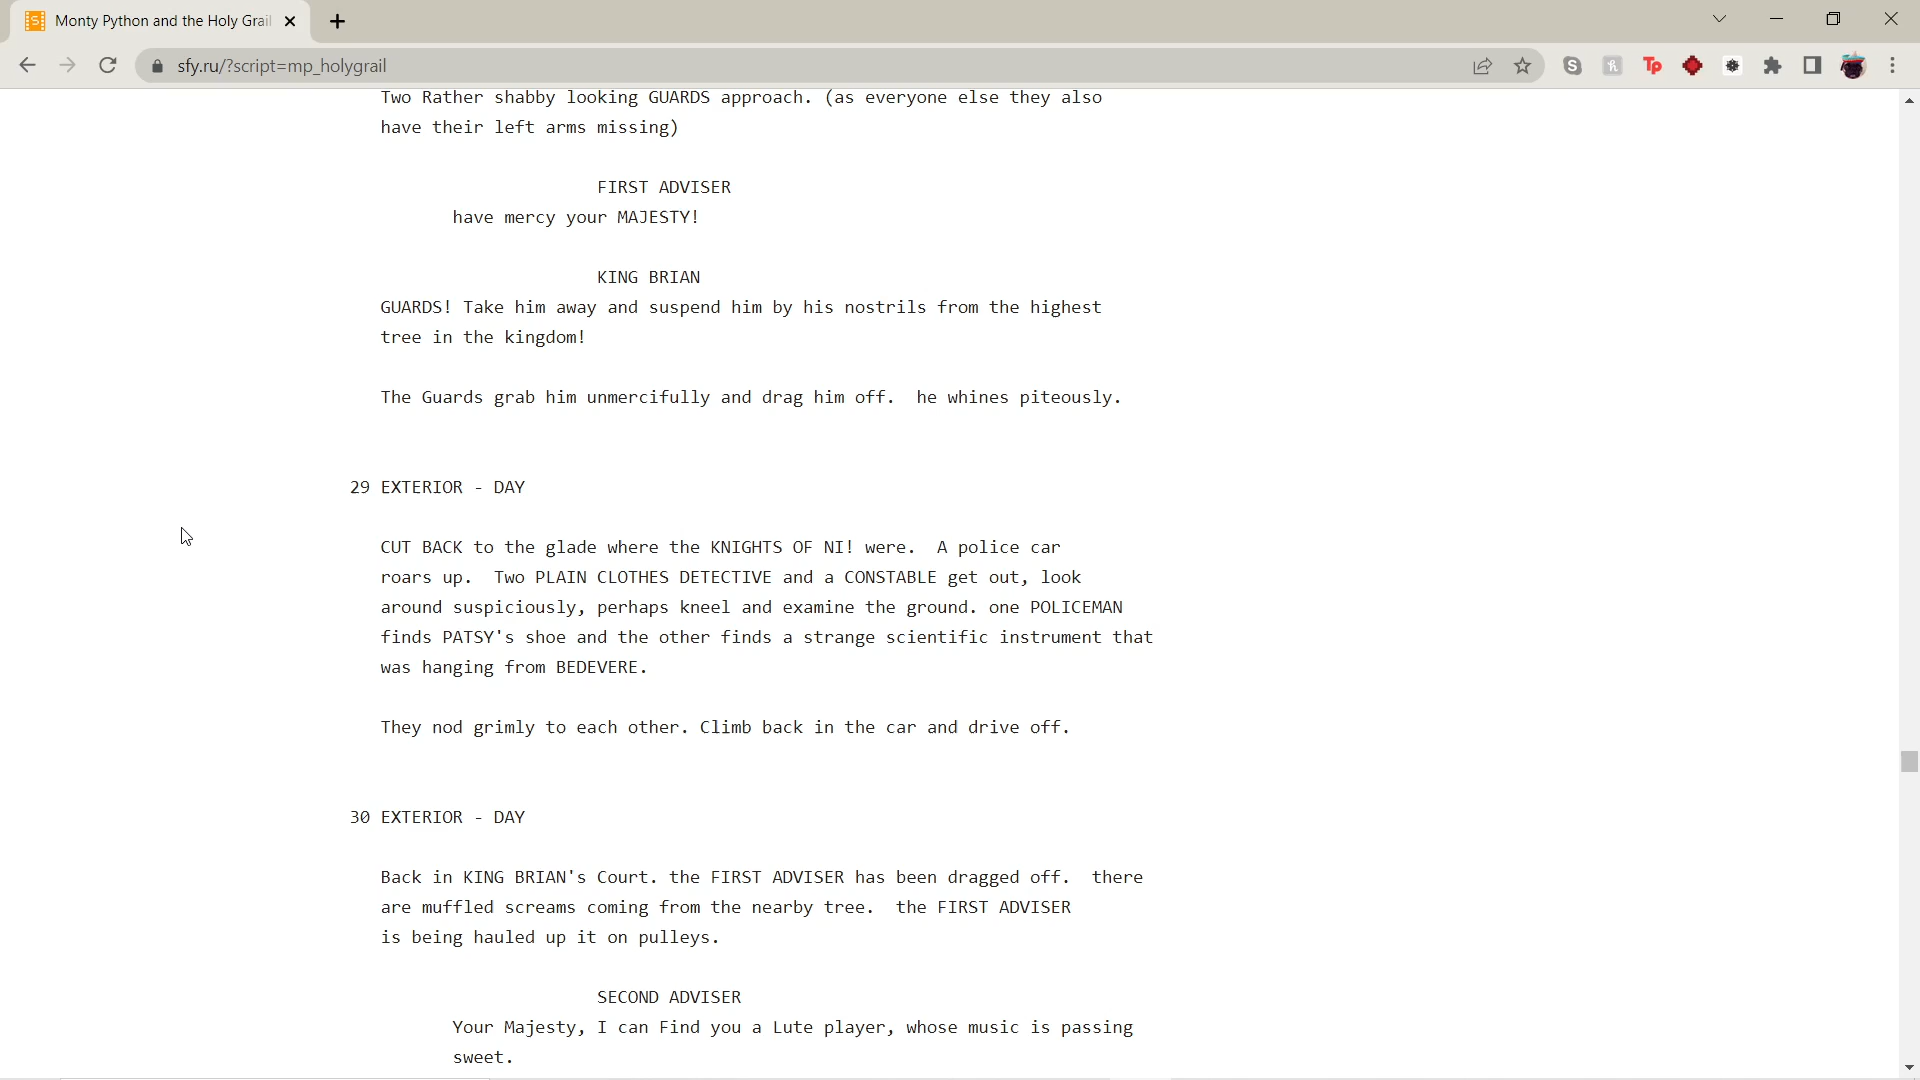 Monty Python and the Holy Grail
sfy.ru/?script=mp_holygrail
Two Rather shabby looking GUARDS approach. (as everyone else they also
have their left arms missing)
FIRST ADVISER
have mercy your MAJESTY!
KING BRIAN
GUARDS! Take him away and suspend him by his nostrils from the highest
tree in the kingdom!
The Guards grab him unmercifully and drag him off.  he whines piteously.
29 EXTERIOR - DAY
CUT BACK to the glade where the KNIGHTS OF NI! were.  A police car
roars up.  Two PLAIN CLOTHES DETECTIVE and a CONSTABLE get out, look
around suspiciously, perhaps kneel and examine the ground. one POLICEMAN
finds PATSY's shoe and the other finds a strange scientific instrument that
was hanging from BEDEVERE.
They nod grimly to each other. Climb back in the car and drive off.
30 EXTERIOR - DAY
Back in KING BRIAN's Court. the FIRST ADVISER has been dragged off.  there
are muffled screams coming from the nearby tree.  the FIRST ADVISER
is being hauled up it on pulleys.
SECOND ADVISER
Your Majesty, I can Find you a Lute player, whose music is passing
sweet.